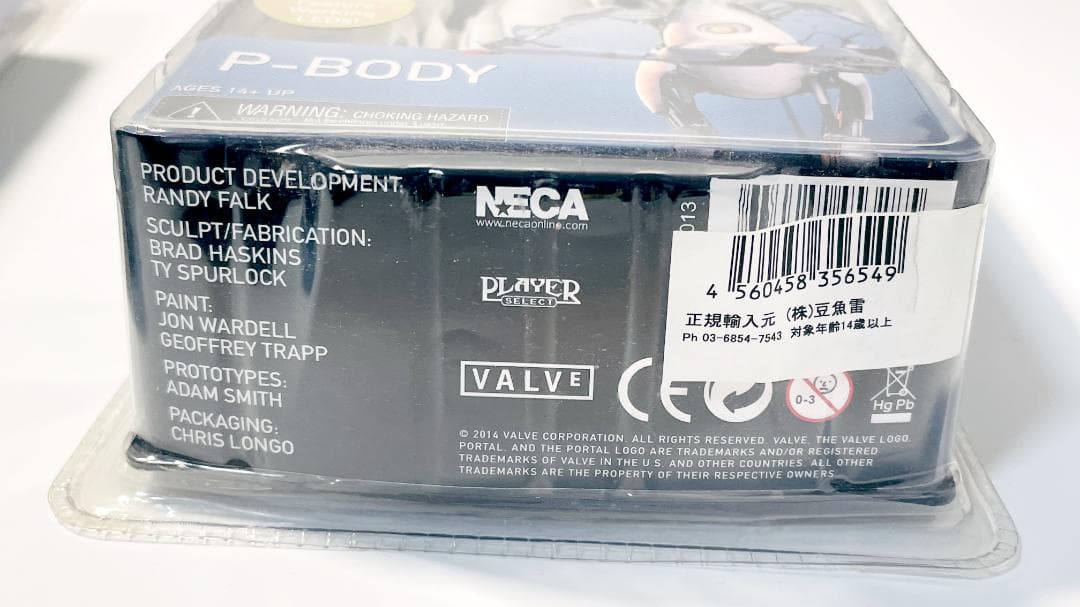 Feature
Working
LEDs!
P-BODY
AGES 14+ UP
WARNING: CHOKING HAZARD
PRODUCT DEVELOPMENT:
RANDY FALK
SCULPT/FABRICATION:
BRAD HASKINS
TY SPURLOCK
PAINT:
JON WARDELL
GEOFFREY TRAPP
PROTOTYPES:
ADAM SMITH
PACKAGING:
CHRIS LONGO
NECA
www.necaonline.com
PLAYER
SELECT
VALVE
CE
0-3
Hg Pb
013
4 560458 356549
正規輸入元 (株)豆魚雷
Ph 03-6854-7543 対象年齢14歳以上
© 2014 VALVE CORPORATION. ALL RIGHTS RESERVED. VALVE, THE VALVE LOGO,
PORTAL, AND THE PORTAL LOGO ARE TRADEMARKS AND/OR REGISTERED
TRADEMARKS OF VALVE IN THE U.S. AND OTHER COUNTRIES. ALL OTHER
TRADEMARKS ARE THE PROPERTY OF THEIR RESPECTIVE OWNERS.